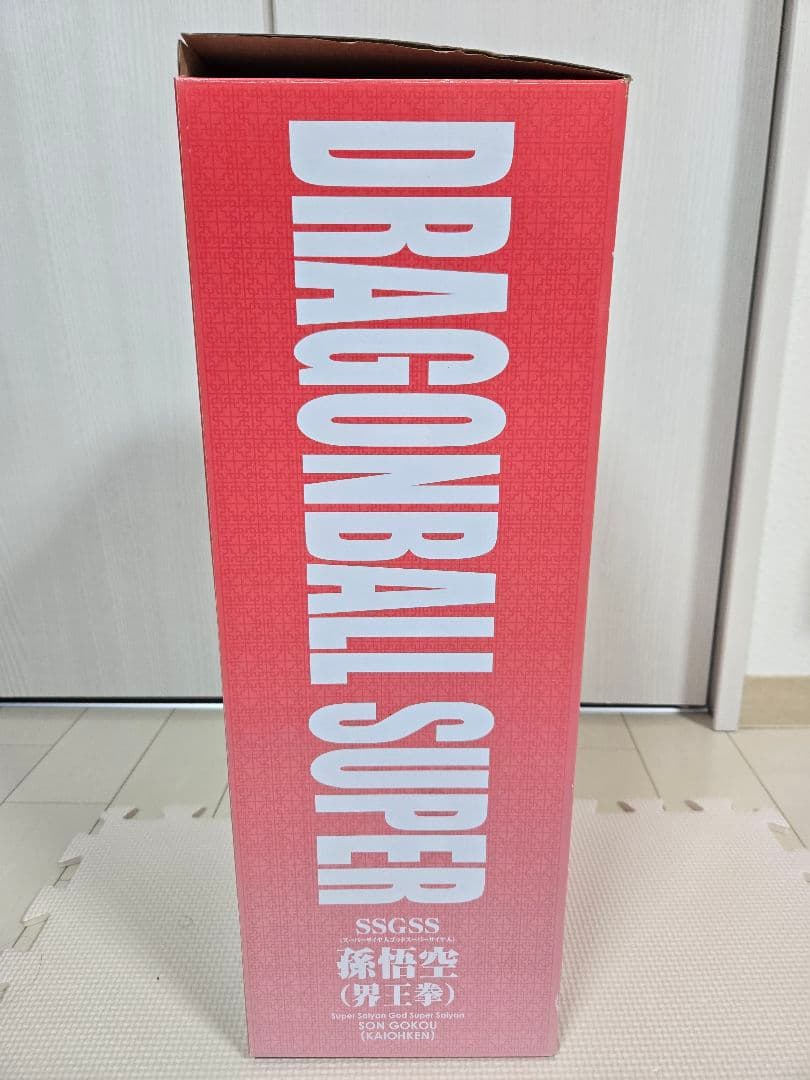 DRAGONBALL SUPER
SSGSS
(スーパーサイヤ人ゴッドスーパーサイヤ人)
孫悟空
(界王拳)
Super Saiyan God Super Saiyan
SON GOKOU
(KAIOHKEN)